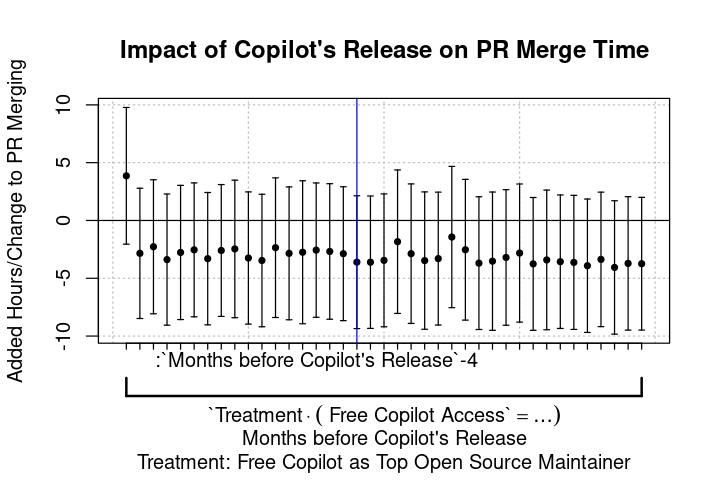 Impact of Copilot's Release on PR Merge Time
Added Hours/Change to PR Merging
10
5
0
-5
-10
:`Months before Copilot's Release`-4
`Treatment · ( Free Copilot Access` = …)
Months before Copilot's Release
Treatment: Free Copilot as Top Open Source Maintainer